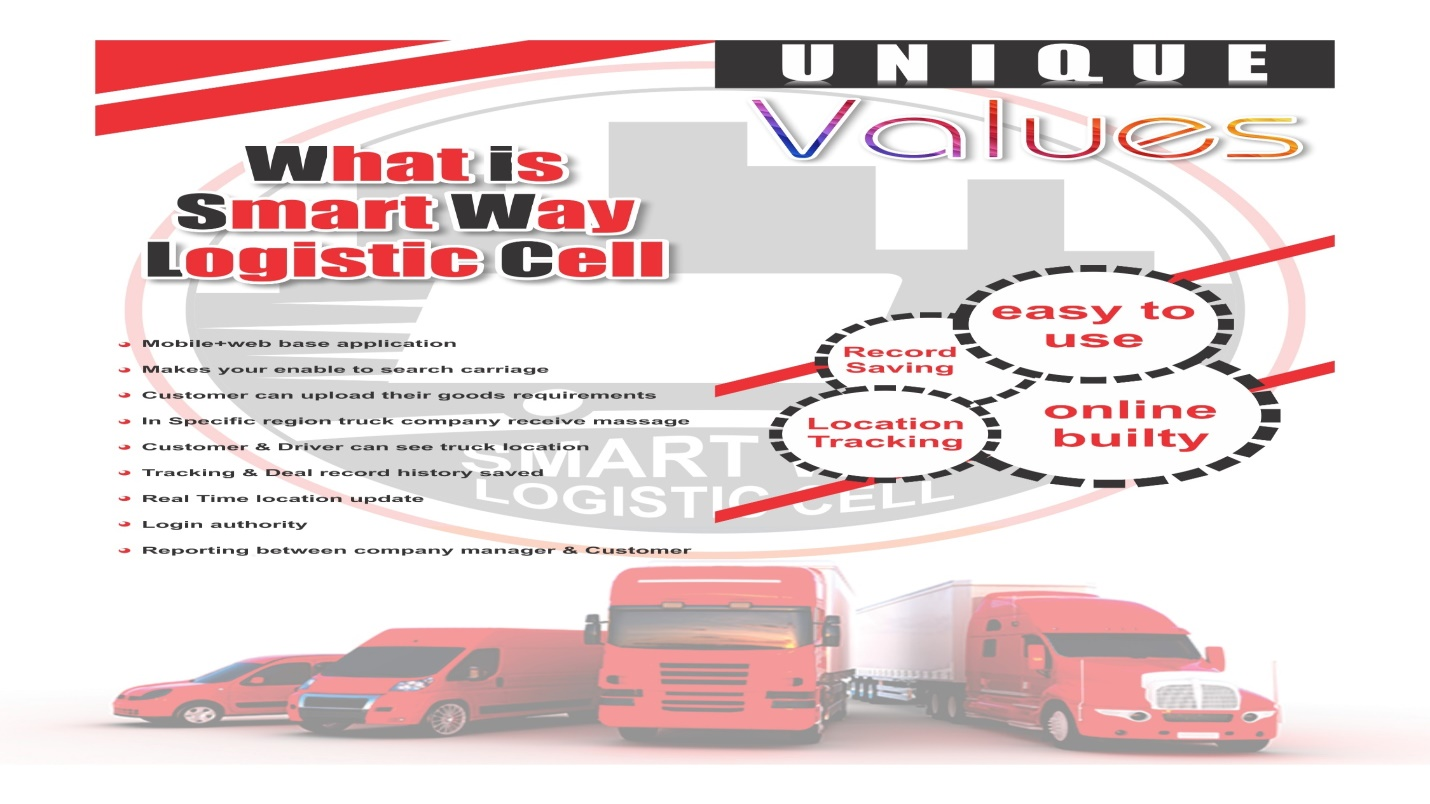 What is
Smart Way
Logistic Cell
Mobile+web base application
Makes your enable to search carriage
Customer can upload their goods requirements
In Specific region truck company receive massage
Customer & Driver can see truck location
Tracking & Deal record history saved
Real Time location update
Login authority
Reporting between company manager & Customer
UNIQUE
Values
easy to
use
Record
Saving
Location
Tracking
online
builty
SMART
LOGISTIC CELL